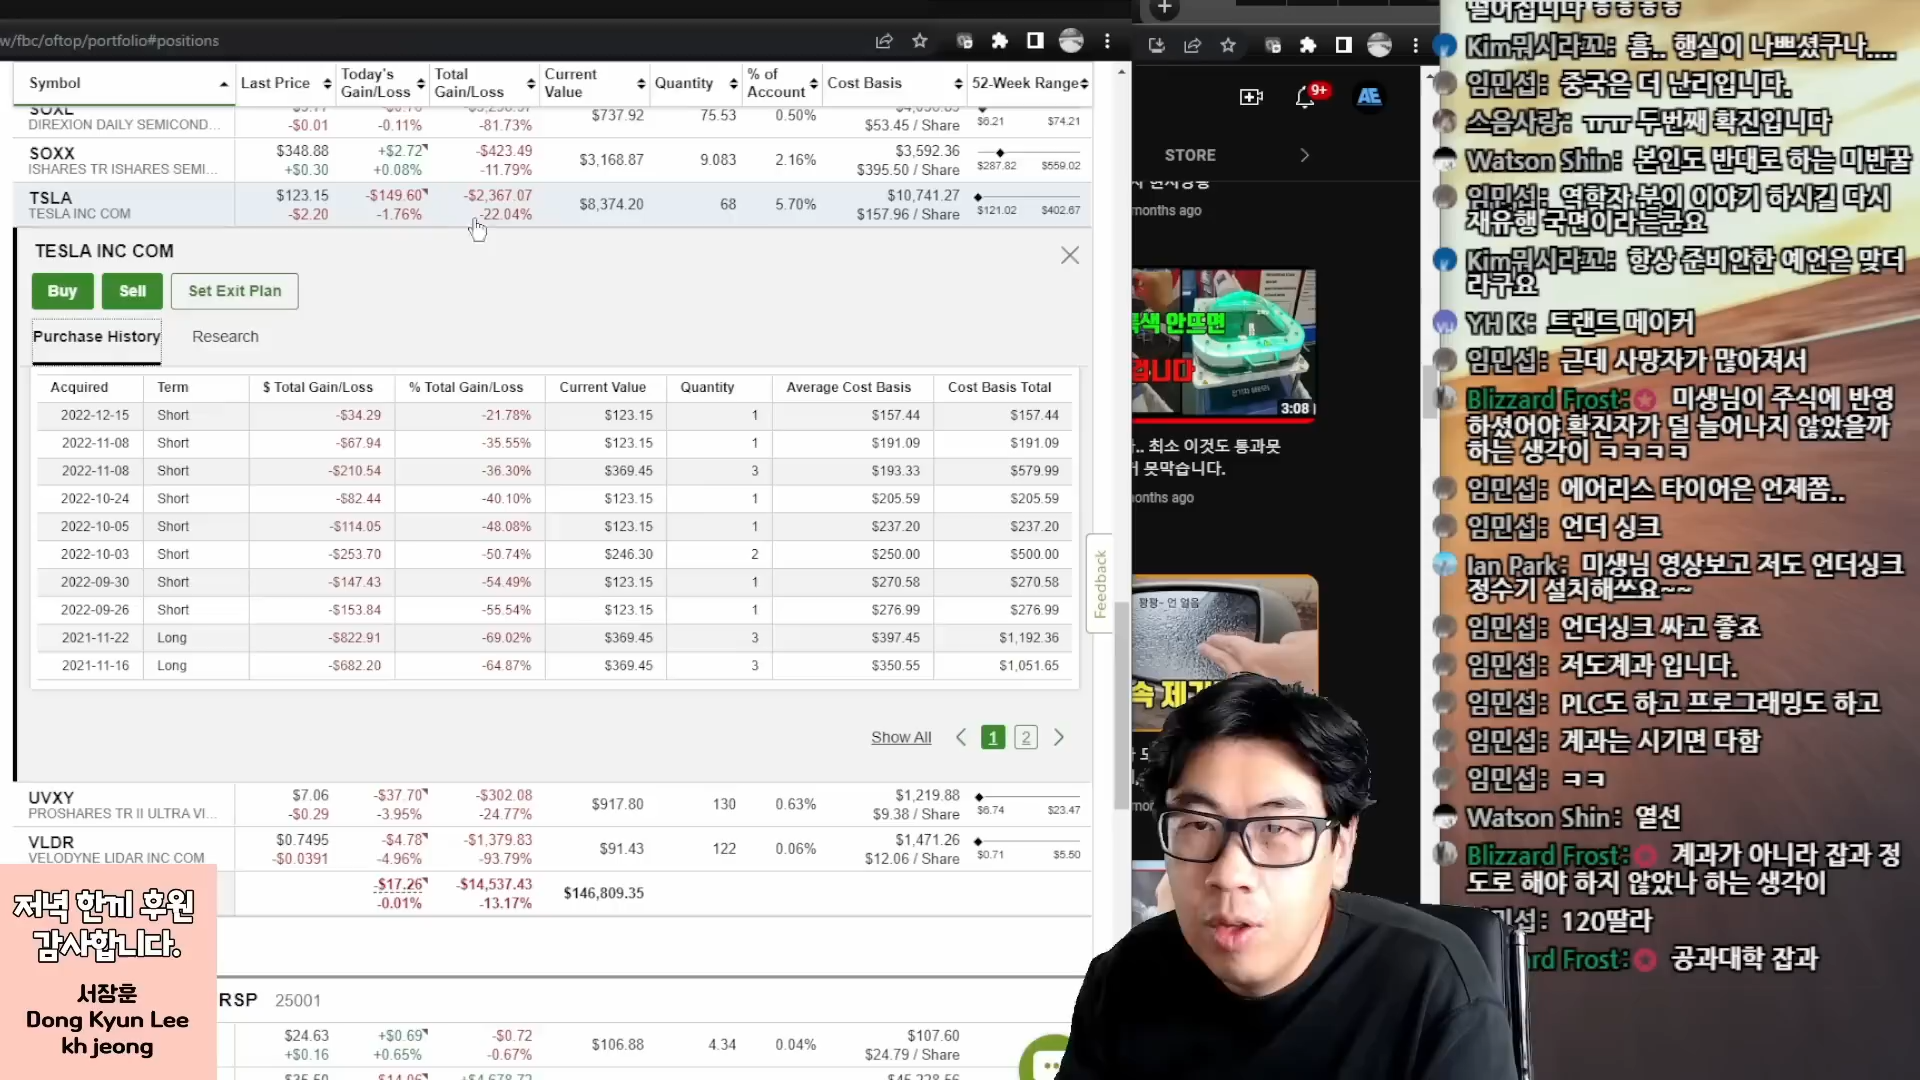 w/fbc/oftop/portfolio#positions
Symbol
Last Price
Today's Gain/Loss
Total Gain/Loss
Current Value
Quantity
% of Account
Cost Basis
52-Week Range
SOXL
DIREXION DAILY SEMICOND...
-$0.01
-0.11%
-81.73%
$737.92
75.53
0.50%
$53.45 / Share
$6.21
$74.21
SOXX
ISHARES TR ISHARES SEMI...
$348.88
+$0.30
+$2.72
+0.08%
-$423.49
-11.79%
$3,168.87
9.083
2.16%
$3,592.36
$395.50 / Share
$287.82
$559.02
TSLA
TESLA INC COM
$123.15
-$2.20
-$149.60
-1.76%
-$2,367.07
-22.04%
$8,374.20
68
5.70%
$10,741.27
$157.96 / Share
$121.02
$402.67
TESLA INC COM
Buy
Sell
Set Exit Plan
Purchase History
Research
Acquired Term $ Total Gain/Loss % Total Gain/Loss Current Value Quantity Average Cost Basis Cost Basis Total
2022-12-15 Short -$34.29 -21.78% $123.15 1 $157.44 $157.44
2022-11-08 Short -$67.94 -35.55% $123.15 1 $191.09 $191.09
2022-11-08 Short -$210.54 -36.30% $369.45 3 $193.33 $579.99
2022-10-24 Short -$82.44 -40.10% $123.15 1 $205.59 $205.59
2022-10-05 Short -$114.05 -48.08% $123.15 1 $237.20 $237.20
2022-10-03 Short -$253.70 -50.74% $246.30 2 $250.00 $500.00
2022-09-30 Short -$147.43 -54.49% $123.15 1 $270.58 $270.58
2022-09-26 Short -$153.84 -55.54% $123.15 1 $276.99 $276.99
2021-11-22 Long -$822.91 -69.02% $369.45 3 $397.45 $1,192.36
2021-11-16 Long -$682.20 -64.87% $369.45 3 $350.55 $1,051.65
Show All
1
2
Feedback
UVXY
PROSHARES TR II ULTRA VI...
$7.06
-$0.29
-$37.70
-3.95%
-$302.08
-24.77%
$917.80
130
0.63%
$1,219.88
$9.38 / Share
$6.74
$23.47
VLDR
VELODYNE LIDAR INC COM
$0.7495
-$0.0391
-$4.78
-4.96%
-$1,379.83
-93.79%
$91.43
122
0.06%
$1,471.26
$12.06 / Share
$0.71
$5.50
-$17.26
-0.01%
-$14,537.43
-13.17%
$146,809.35
RSP 25001
$24.63
+$0.16
+$0.69
+0.65%
-$0.72
-0.67%
$106.88
4.34
0.04%
$107.60
$24.79 / Share
저녁 한끼 후원
감사합니다.
서장훈
Dong Kyun Lee
kh jeong
9+
AE
STORE
months ago
색 안뜨면
3:08
.. 최소 이것도 통과못
못막습니다.
months ago
Kim뭐시라꼬: 흠.. 행실이 나쁘셨구나....
임민섭: 중국은 더 난리입니다.
스음사랑: ㅠㅠ 두번째 확진입니다
Watson Shin: 본인도 반대로 하는 미반꿀
임민섭: 역학자 분이 이야기 하시길 다시
재유행 국면이라는군요
Kim뭐시라꼬: 항상 준비안한 예언은 맞더
라구요
YH K: 트랜드 메이커
임민섭: 근데 사망자가 많아져서
Blizzard Frost: 미생님이 주식에 반영
하셨어야 확진자가 덜 늘어나지 않았을까
하는 생각이 ㅋㅋㅋㅋ
임민섭: 에어리스 타이어은 언제쯤..
임민섭: 언더 싱크
Ian Park: 미생님 영상보고 저도 언더싱크
정수기 설치해쓰요~~
임민섭: 언더싱크 싸고 좋죠
임민섭: 저도계과 입니다.
임민섭: PLC도 하고 프로그래밍도 하고
임민섭: 계과는 시기면 다함
임민섭: ㅋㅋ
Watson Shin: 열선
Blizzard Frost: 계과가 아니라 잡과 정
도로 해야 하지 않았나 하는 생각이
민섭: 120딸라
rd Frost: 공과대학 잡과